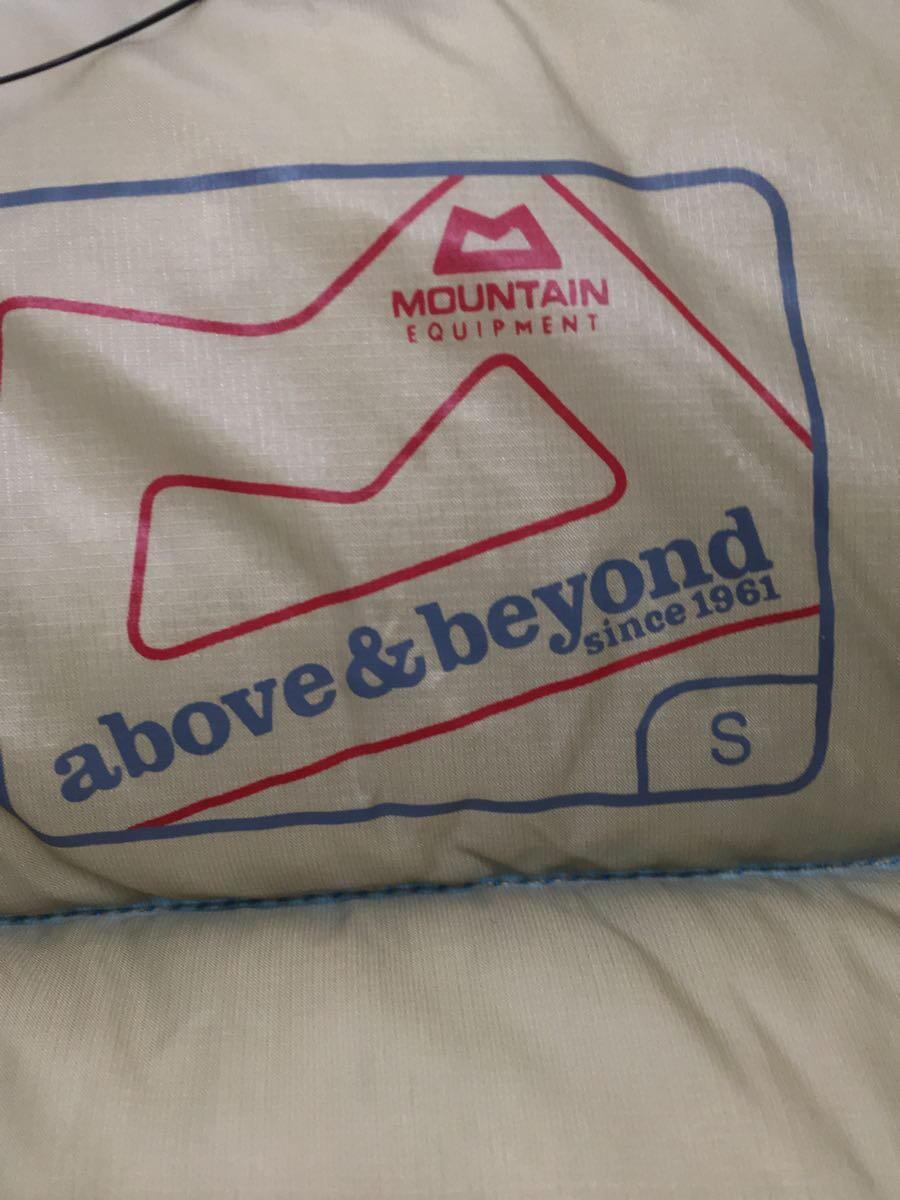 MOUNTAIN
EQUIPMENT
above & beyond
since 1961
S